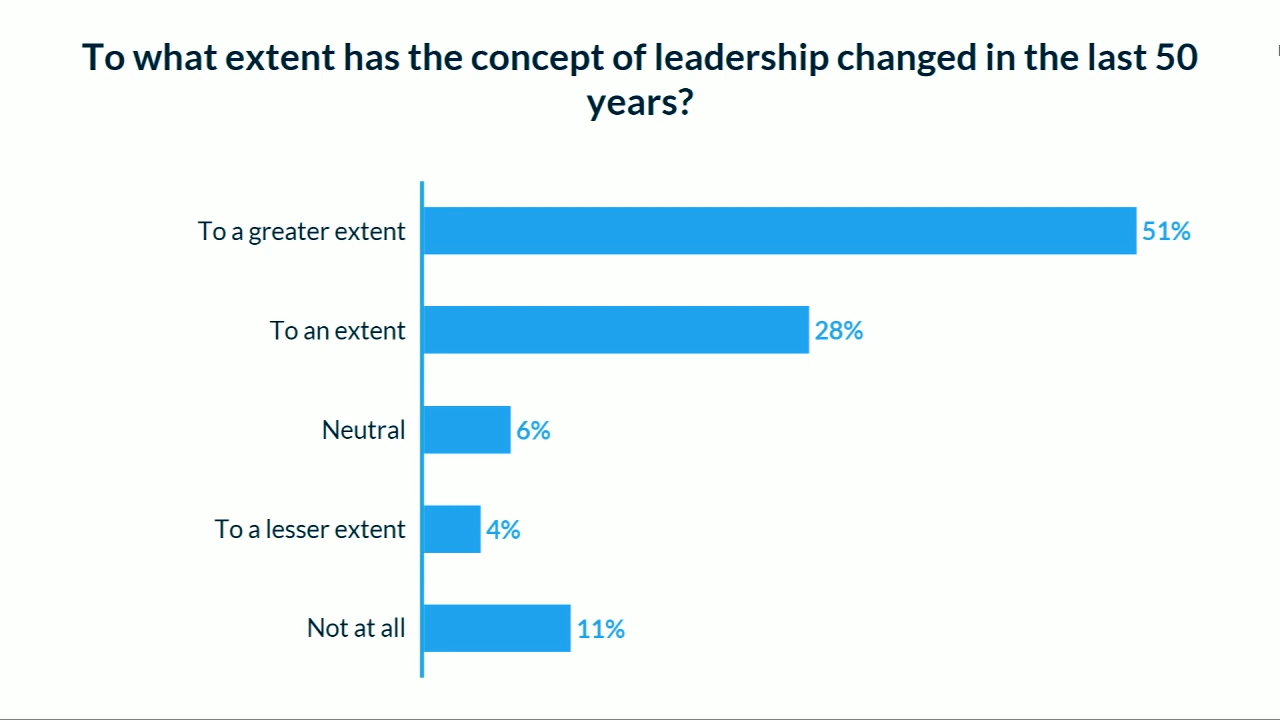 To what extent has the concept of leadership changed in the last 50
years?
To a greater extent 51%
To an extent 28%
Neutral 6%
To a lesser extent 4%
Not at all 11%